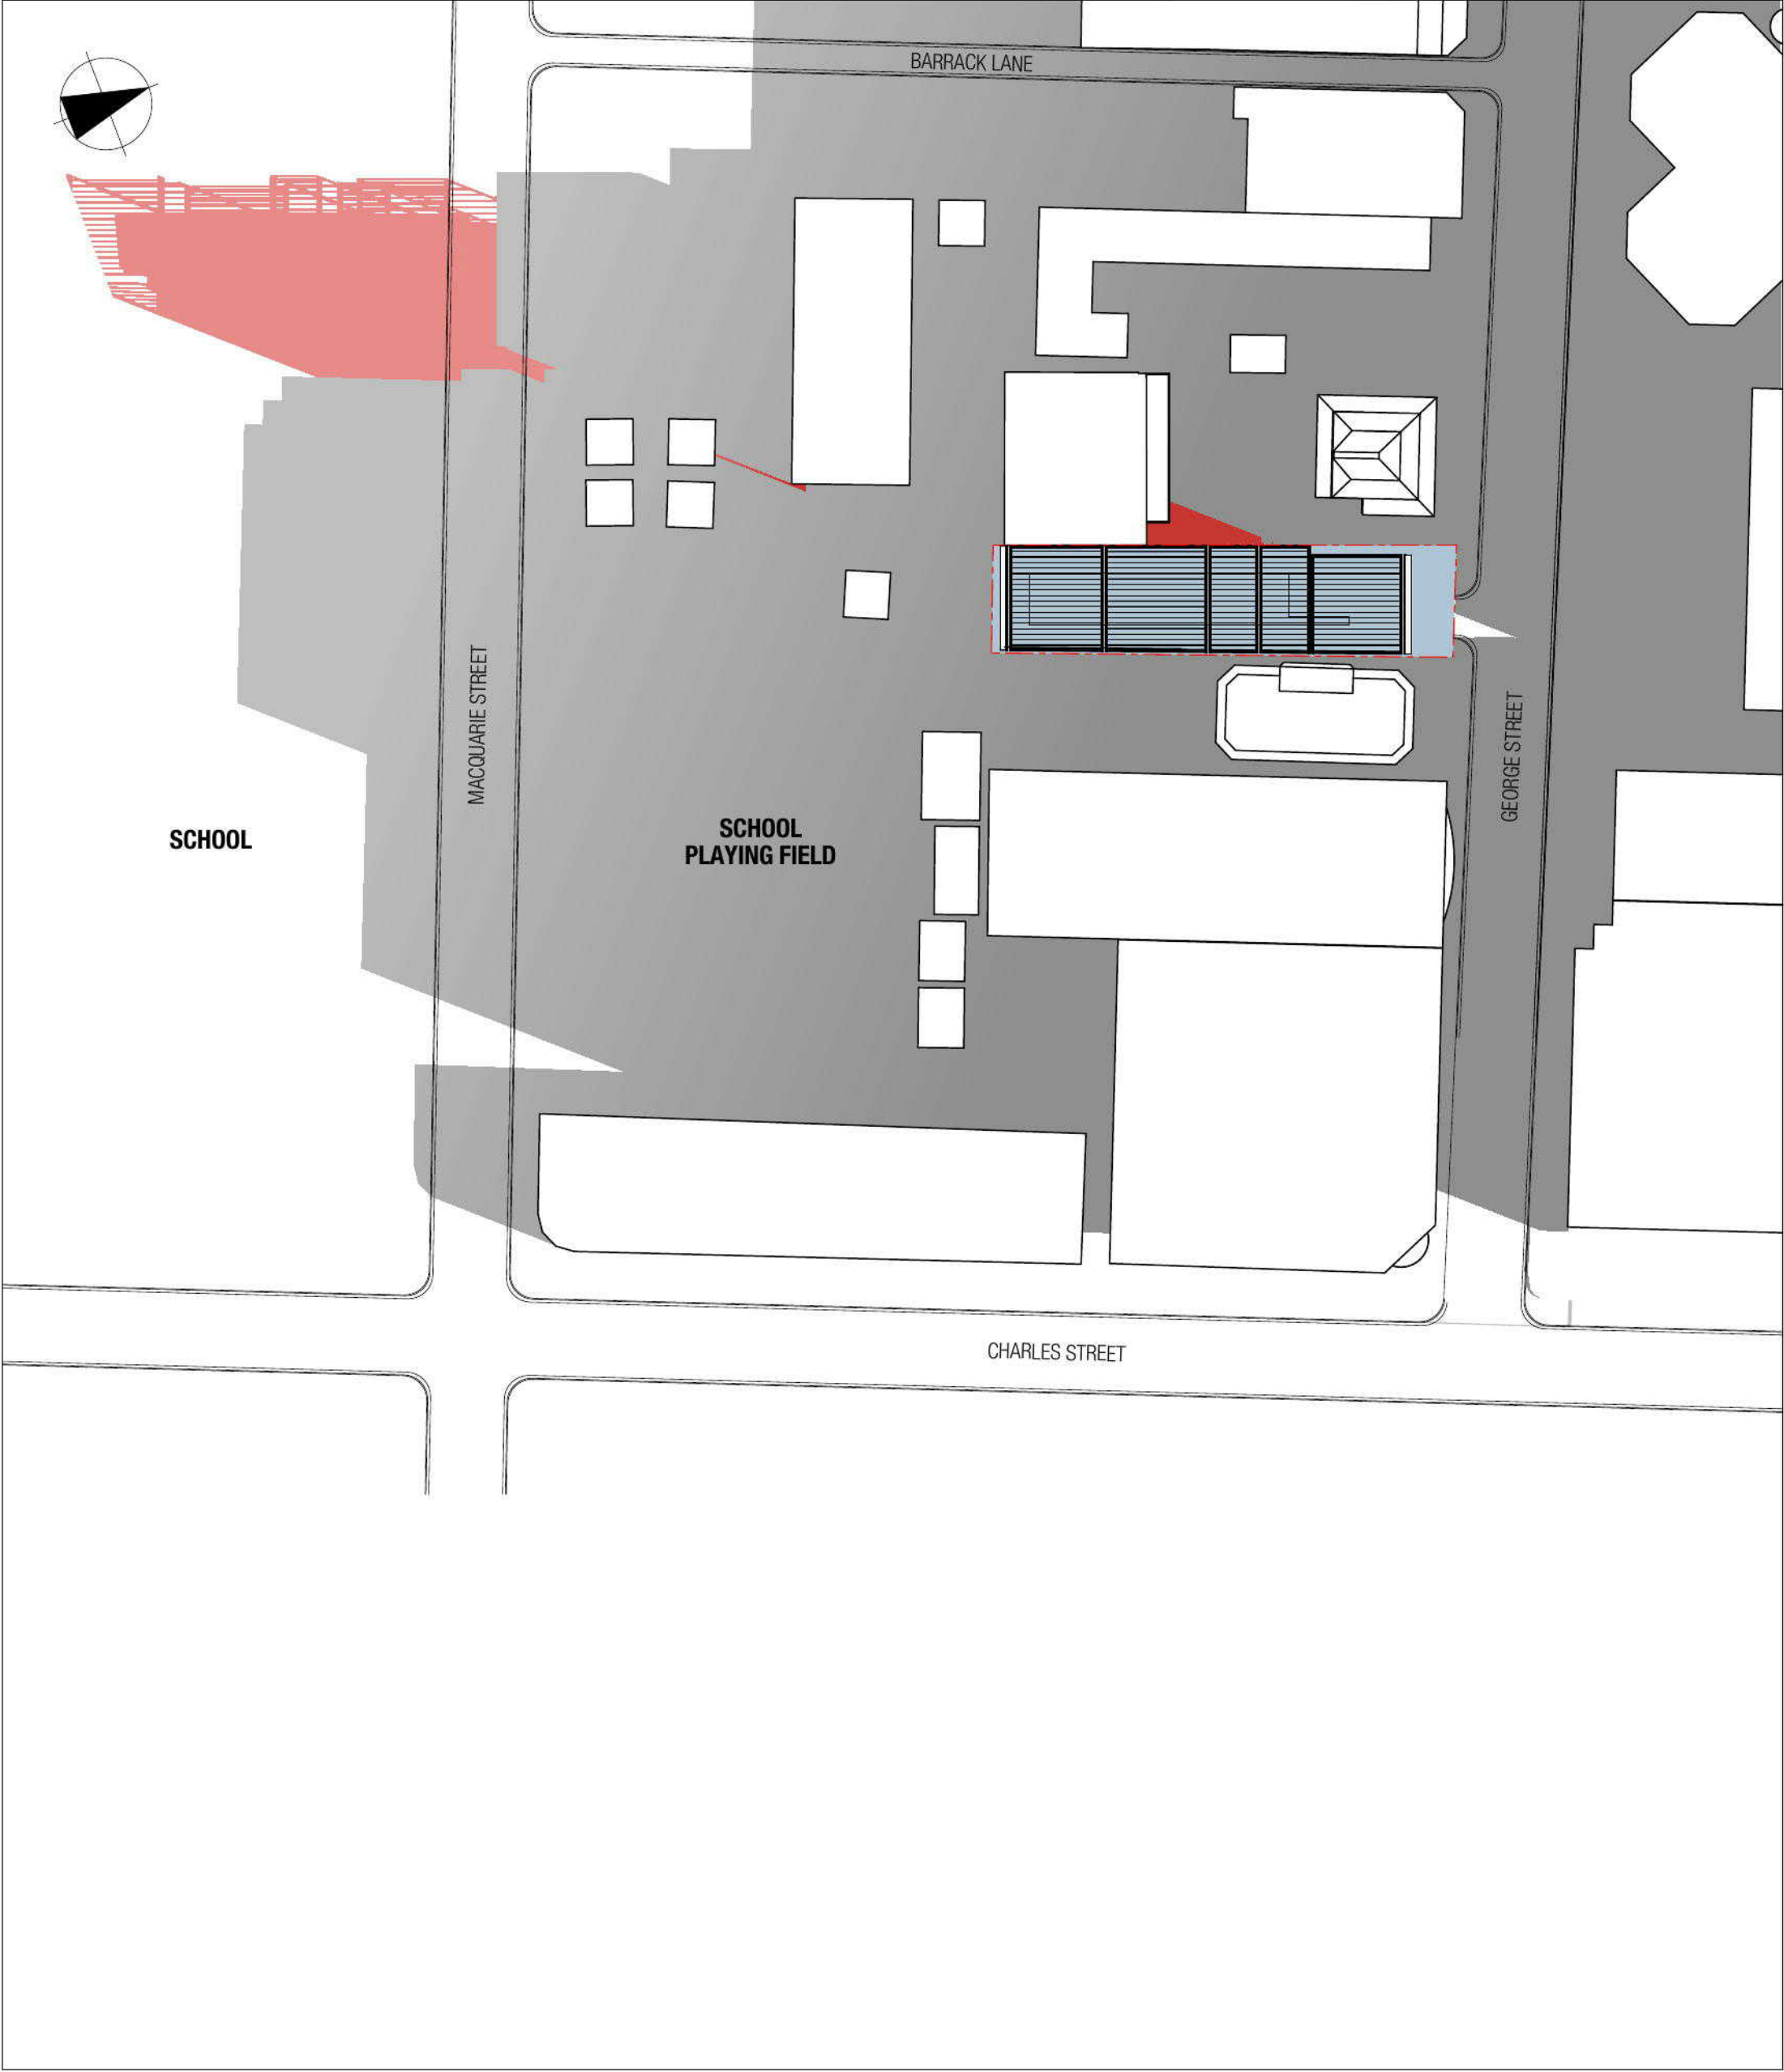 BARRACK LANE
MACQUARIE STREET
GEORGE STREET
SCHOOL
SCHOOL
PLAYING FIELD
CHARLES STREET